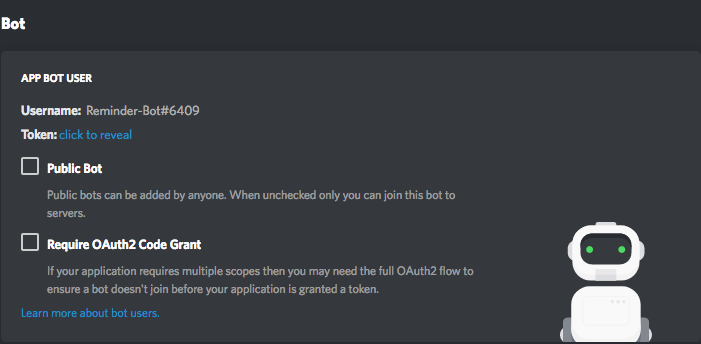 Bot
APP BOT USER
Username: Reminder-Bot#6409
Token: click to reveal
Public Bot
Public bots can be added by anyone. When unchecked only you can join this bot to
servers.
Require OAuth2 Code Grant
If your application requires multiple scopes then you may need the full OAuth2 flow to
ensure a bot doesn't join before your application is granted a token.
Learn more about bot users.